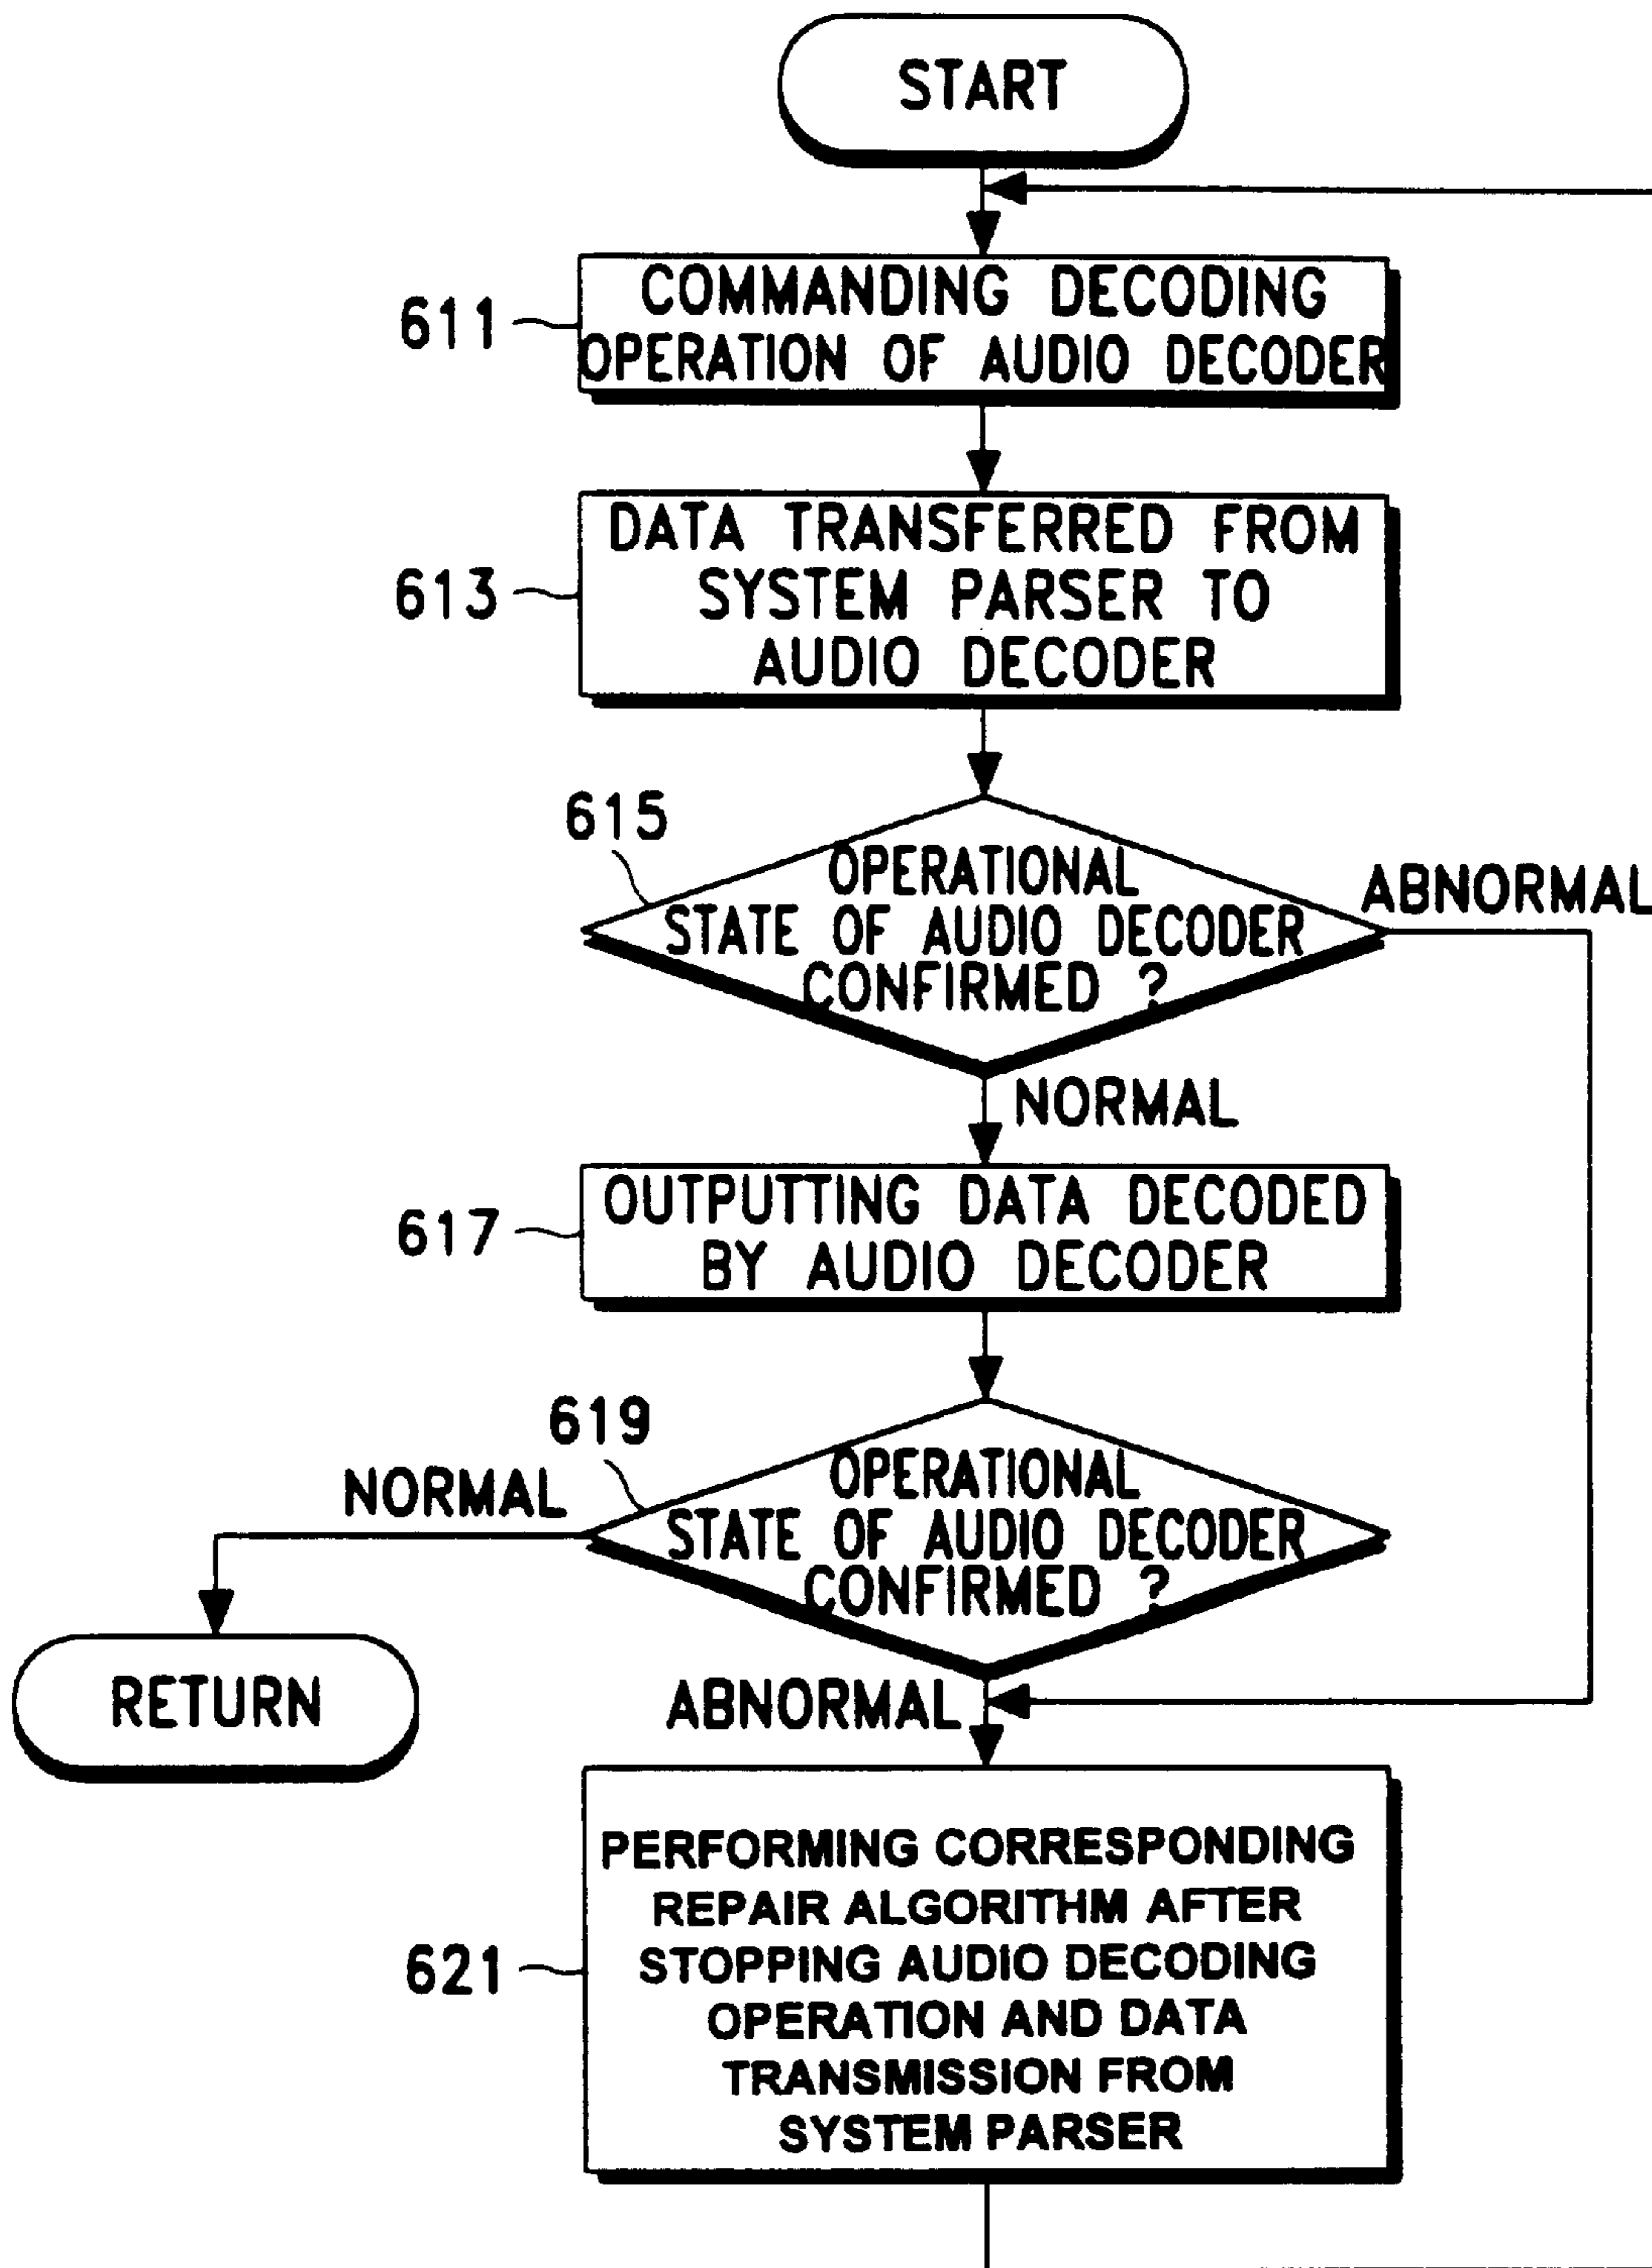 START
611
COMMANDING DECODING
OPERATION OF AUDIO DECODER
613
DATA TRANSFERRED FROM
SYSTEM PARSER TO
AUDIO DECODER
615
OPERATIONAL
STATE OF AUDIO DECODER
CONFIRMED ?
ABNORMAL
NORMAL
617
OUTPUTTING DATA DECODED
BY AUDIO DECODER
619
OPERATIONAL
STATE OF AUDIO DECODER
CONFIRMED ?
NORMAL
RETURN
ABNORMAL
621
PERFORMING CORRESPONDING
REPAIR ALGORITHM AFTER
STOPPING AUDIO DECODING
OPERATION AND DATA
TRANSMISSION FROM
SYSTEM PARSER